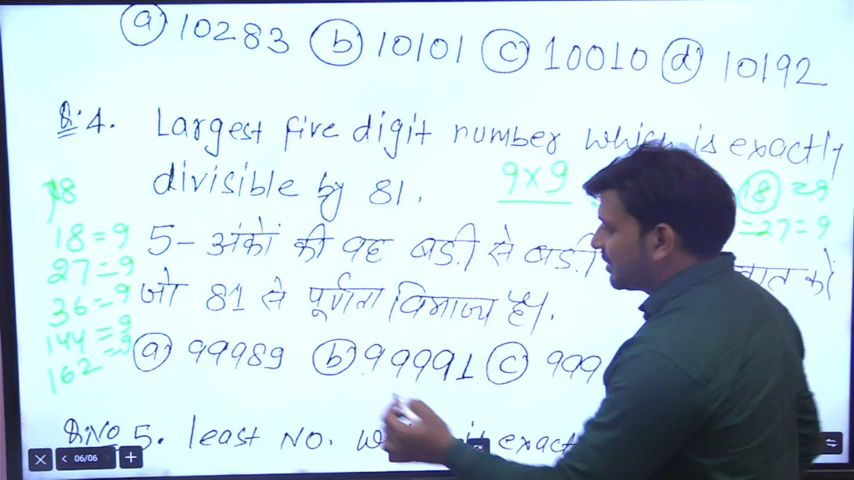 (a) 10283 (b) 10101 (c) 10010 (d) 10192
Q.4. Largest five digit number which is exactly
divisible by 81. 9×9
18 = 9
= 27 = 9
18
18 = 9
27 = 9
36 = 9
144 = 9
162 = 9
5 - अंकों की वह बड़ी से बड़ी ज्ञात करें
जो 81 से पूर्णतः विभाज्य है।
(a) 99989 (b) 99991 (c) 999
Q.No 5. least No.
06/06